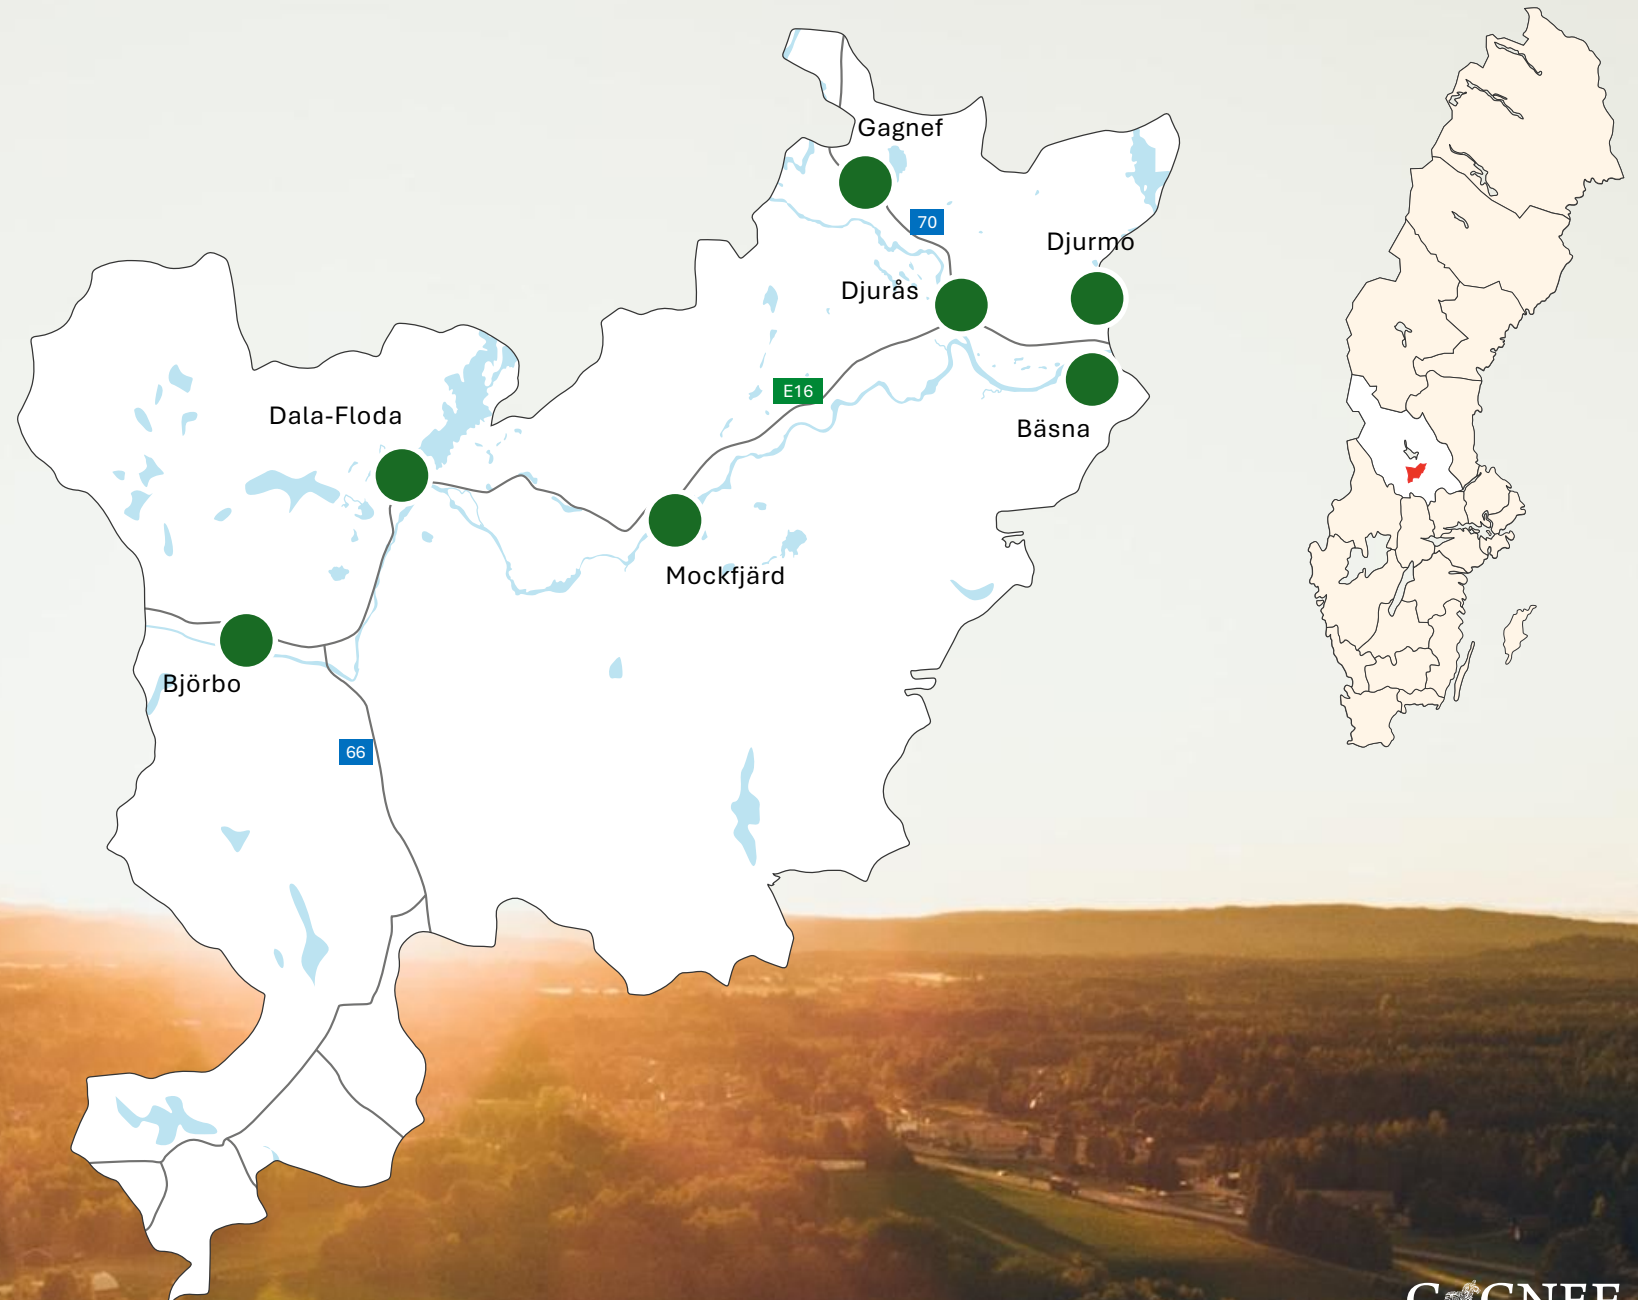 Gagnef
70
Djurmo
Djurås
E16
Dala-Floda
Bäsna
Mockfjärd
Björbo
66